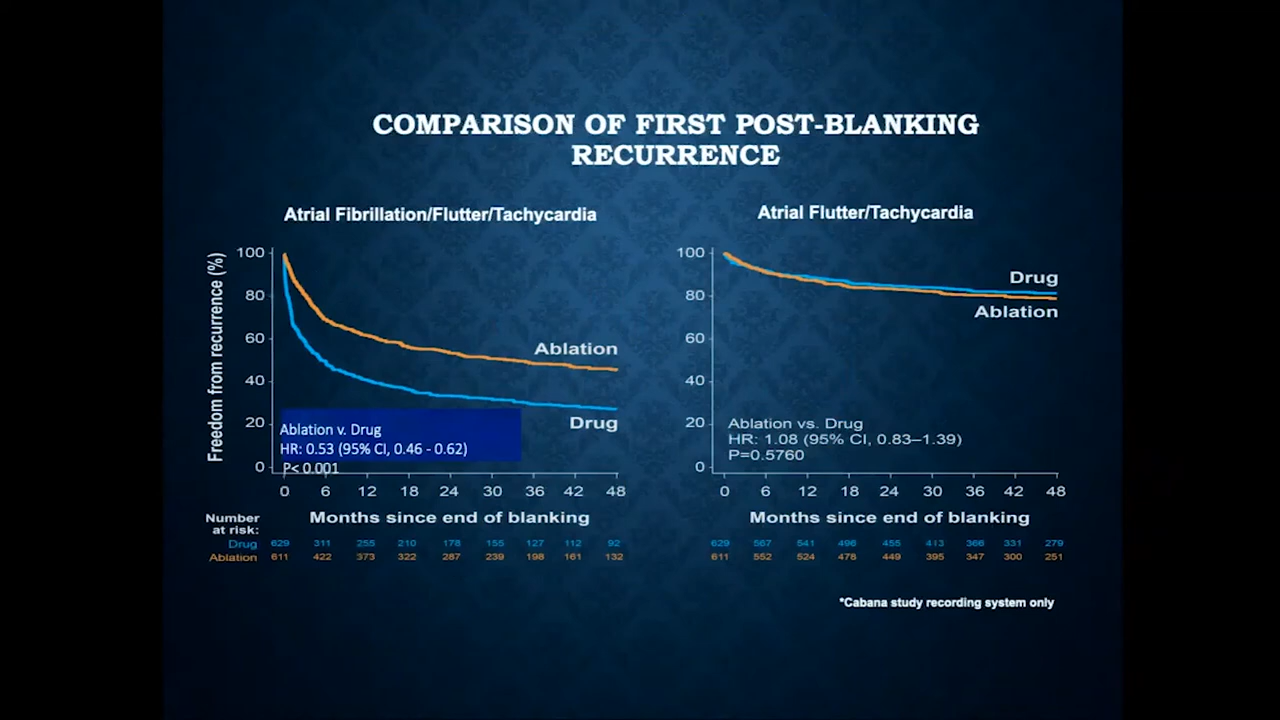 COMPARISON OF FIRST POST-BLANKING
RECURRENCE
Atrial Fibrillation/Flutter/Tachycardia
Freedom from recurrence (%)
100
80
60
40
20
0
Ablation
Drug
Ablation v. Drug
HR: 0.53 (95% CI, 0.46 - 0.62)
P< 0.001
0 6 12 18 24 30 36 42 48
Months since end of blanking
Number
at risk:
Drug 629 311 255 210 178 155 127 112 92
Ablation 611 422 373 322 287 239 198 161 132
Atrial Flutter/Tachycardia
100
80
60
40
20
0
Drug
Ablation
Ablation vs. Drug
HR: 1.08 (95% CI, 0.83–1.39)
P=0.5760
0 6 12 18 24 30 36 42 48
Months since end of blanking
629 567 541 496 455 413 366 331 279
611 552 524 478 449 395 347 300 251
*Cabana study recording system only